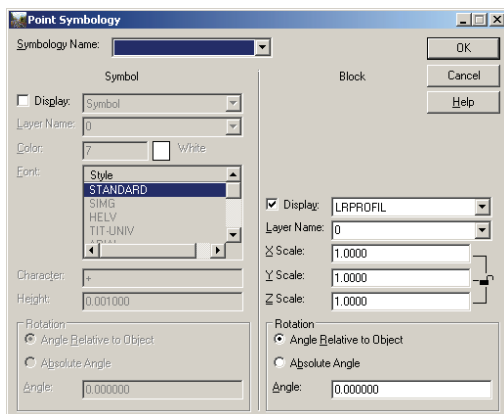 Point Symbology
Symbology Name:
OK
Cancel
Help
Symbol
Block
Display: Symbol
Layer Name: 0
Color: 7 White
Font:
Style
STANDARD
SIMG
HELV
TIT-UNIV
ARIAL
Character: +
Height: 0.001000
Rotation
Angle Relative to Object
Absolute Angle
Angle: 0.000000
Display: LRPROFIL
Layer Name: 0
X Scale: 1.0000
Y Scale: 1.0000
Z Scale: 1.0000
Rotation
Angle Relative to Object
Absolute Angle
Angle: 0.000000